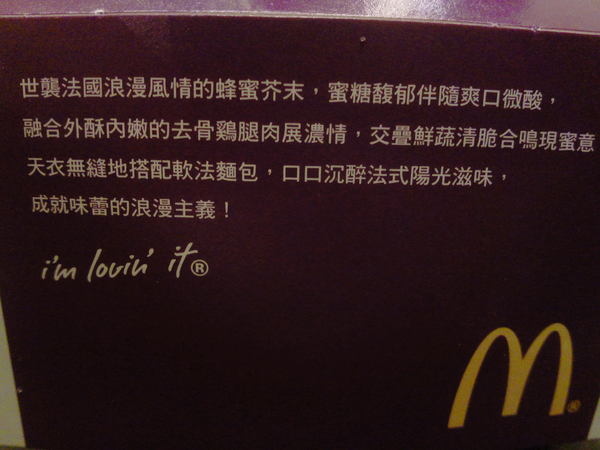 世襲法國浪漫風情的蜂蜜芥末，蜜糖馥郁伴隨爽口微酸，
融合外酥內嫩的去骨鷄腿肉展濃情，交疊鮮蔬清脆合鳴現蜜意
天衣無縫地搭配軟法麵包，口口沉醉法式陽光滋味，
成就味蕾的浪漫主義！
i'm lovin' it®
M®